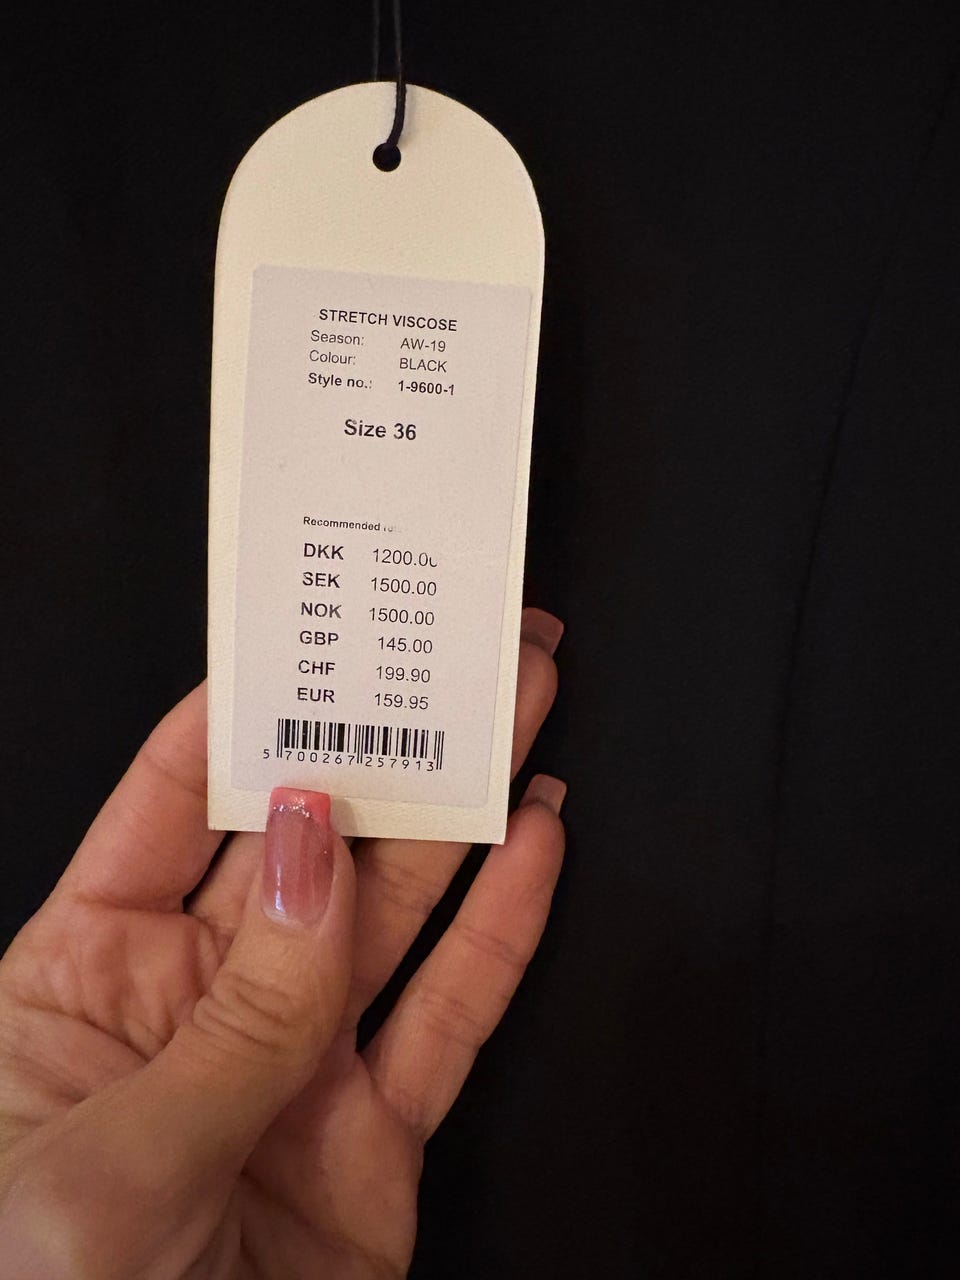 STRETCH VISCOSE
Season: AW-19
Colour: BLACK
Style no.: 1-9600-1
Size 36
Recommended
DKK 1200.00
SEK 1500.00
NOK 1500.00
GBP 145.00
CHF 199.90
EUR 159.95
5 700267 257913